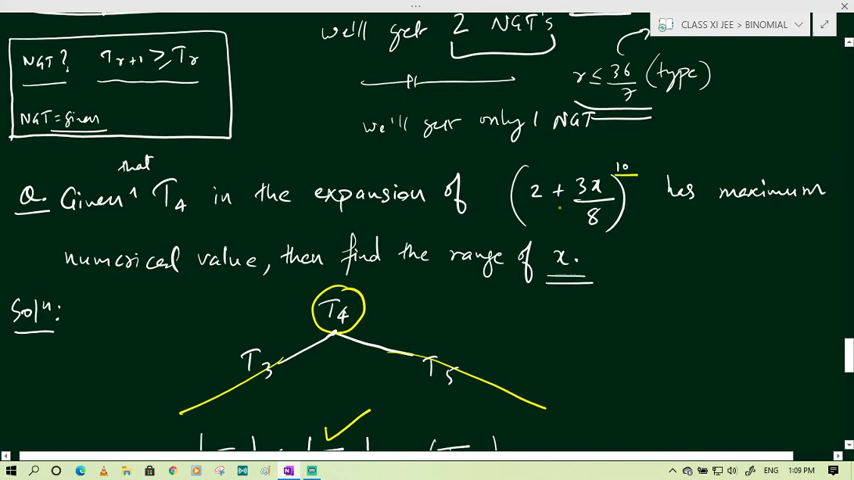 we'll get 2 NGT's
CLASS XI JEE > BINOMIAL
NGT? Tr+1 ≥ Tr
r ≤ 36/7 (type)
NGT = given
we'll get only 1 NGT
that
Q. Given ^ T4 in the expansion of (2 + 3x/8)^10 has maximum
numerical value, then find the range of x.
Solⁿ:
T4
T3 T5
ENG 1:09 PM